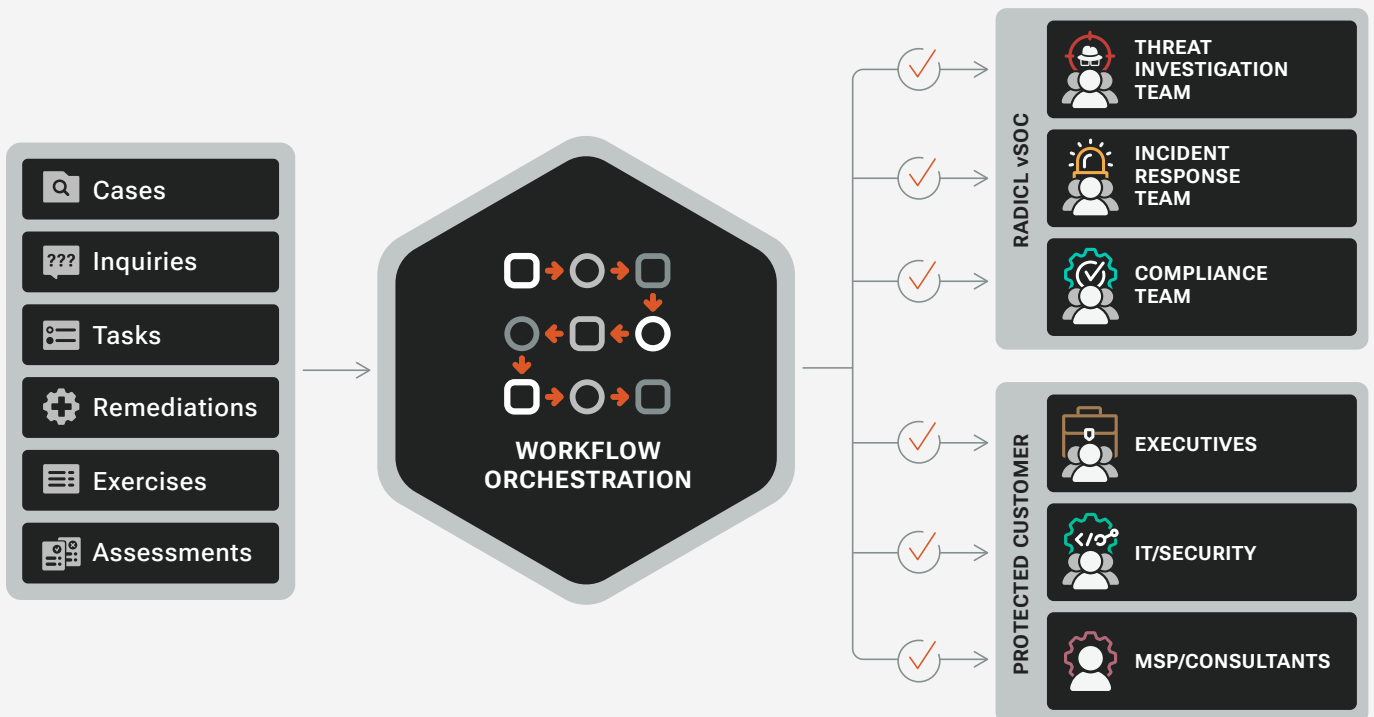 Cases
???
Inquiries
Tasks
Remediations
Exercises
Assessments
WORKFLOW
ORCHESTRATION
RADICL vSOC
THREAT
INVESTIGATION
TEAM
INCIDENT
RESPONSE
TEAM
COMPLIANCE
TEAM
PROTECTED CUSTOMER
EXECUTIVES
</>
IT/SECURITY
MSP/CONSULTANTS